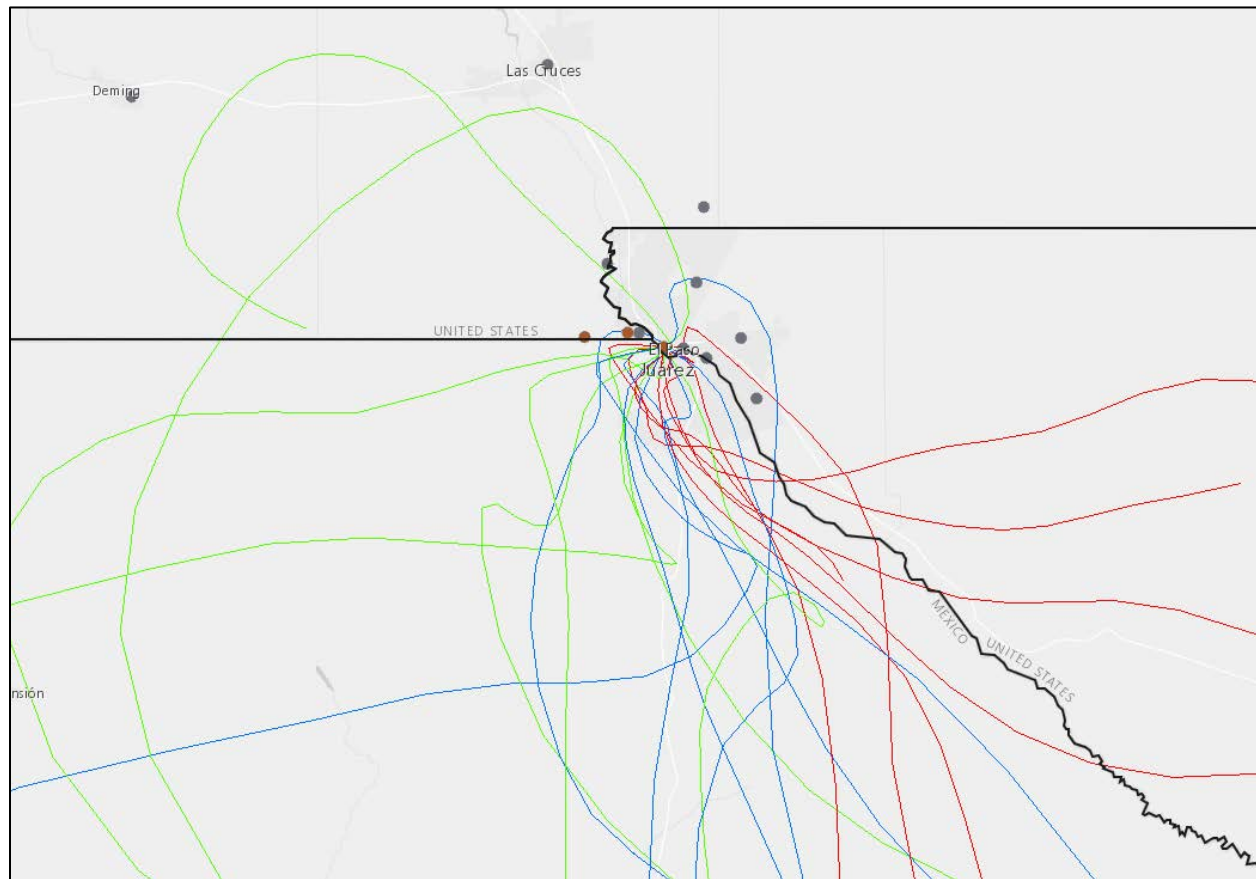 Las Cruces
Deming
UNITED STATES
El Paso
Juárez
MEXICO
UNITED STATES
nsión